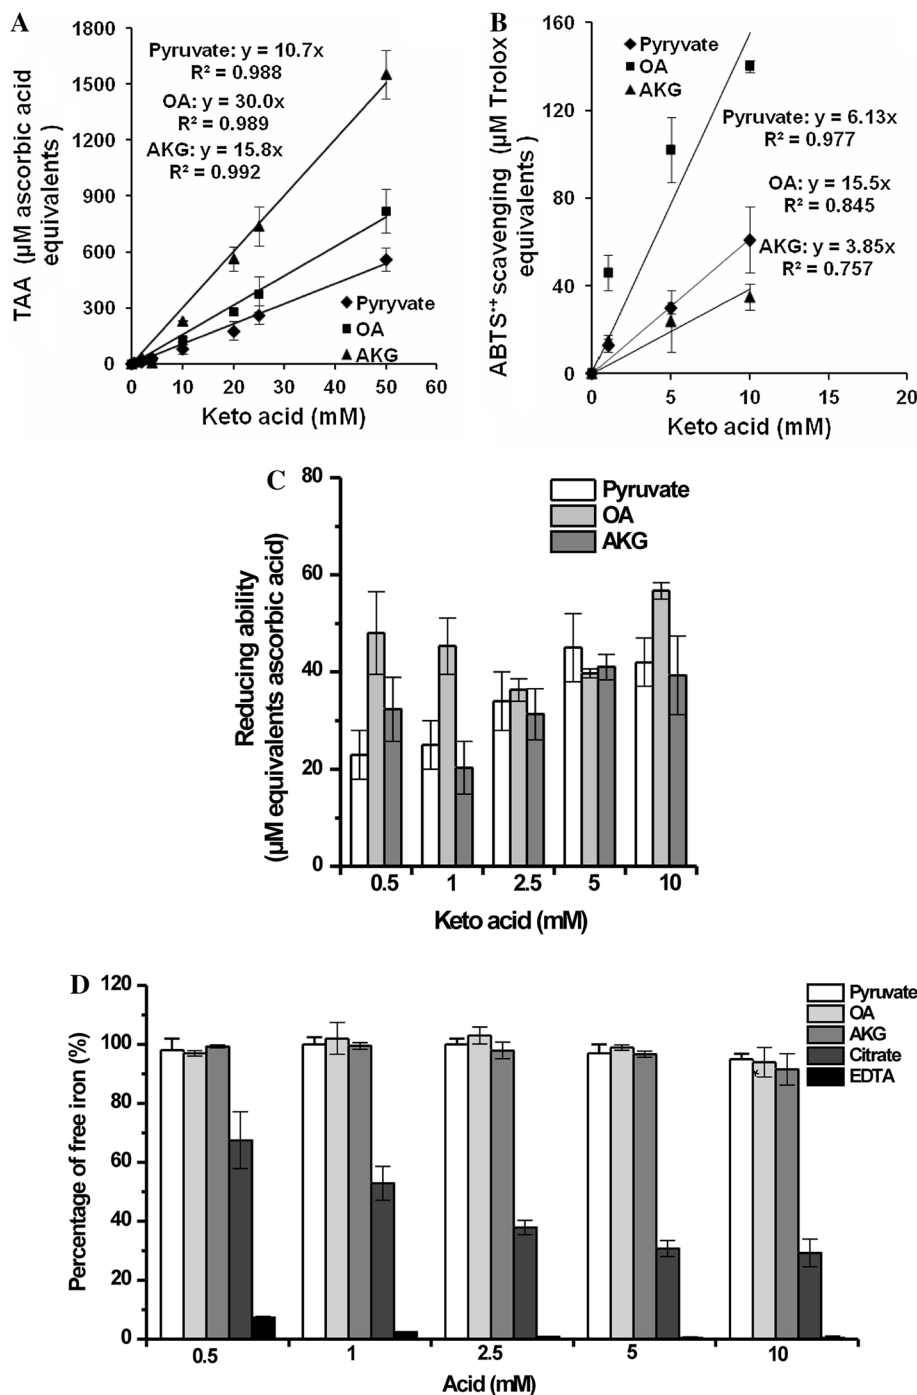 A
TAA (µM ascorbic acid
equivalents )
1800
1500
1200
900
600
300
0
Pyruvate: y = 10.7x
R² = 0.988
OA: y = 30.0x
R² = 0.989
AKG: y = 15.8x
R² = 0.992
Pyryvate
OA
AKG
0 10 20 30 40 50 60
Keto acid (mM)
B
ABTS•+ scavenging (µM Trolox
equivalents )
160
120
80
40
0
Pyryvate
OA
AKG
Pyruvate: y = 6.13x
R² = 0.977
OA: y = 15.5x
R² = 0.845
AKG: y = 3.85x
R² = 0.757
0 5 10 15 20
Keto acid (mM)
C
Reducing ability
(µM equivalents ascorbic acid)
80
60
40
20
0
Pyruvate
OA
AKG
0.5 1 2.5 5 10
Keto acid (mM)
D
Percentage of free iron (%)
120
100
80
60
40
20
0
Pyruvate
OA
AKG
Citrate
EDTA
*
0.5 1 2.5 5 10
Acid (mM)